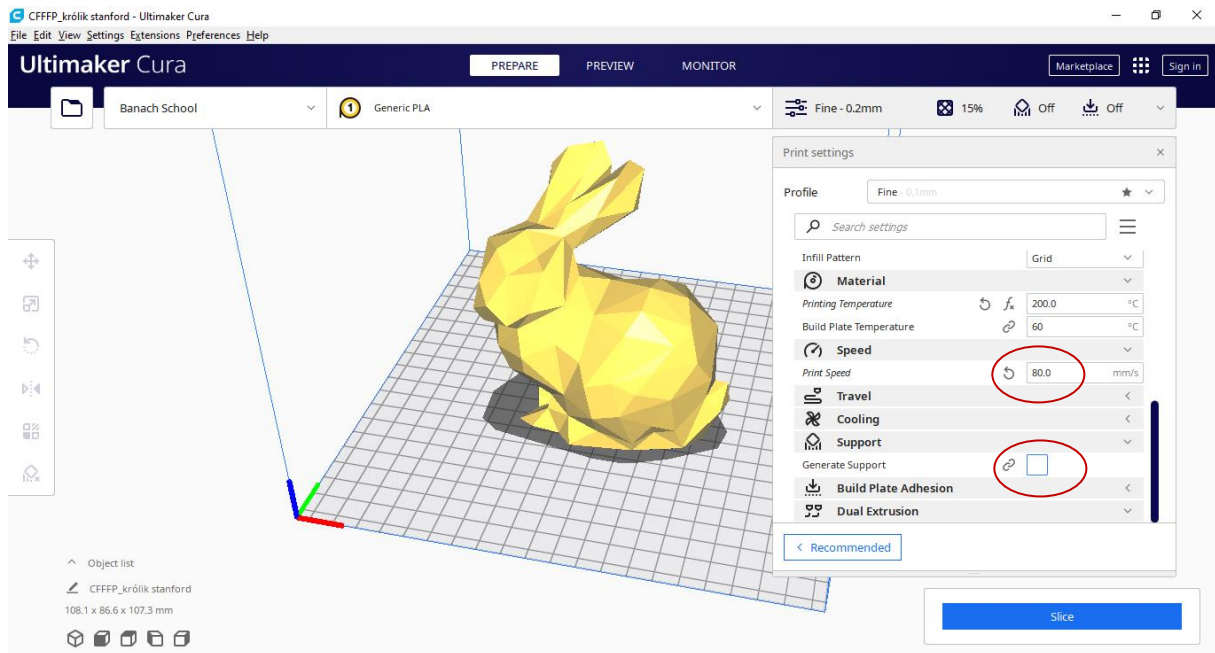 CFFFP_królik stanford - Ultimaker Cura
File Edit View Settings Extensions Preferences Help
Ultimaker Cura
PREPARE PREVIEW MONITOR
Marketplace Sign in
Banach School
1 Generic PLA
Fine - 0.2mm 15% Off Off
Print settings
Profile Fine - 0.1mm
Search settings
Infill Pattern Grid
Material
Printing Temperature 200.0 °C
Build Plate Temperature 60 °C
Speed
Print Speed 80.0 mm/s
Travel
Cooling
Support
Generate Support
Build Plate Adhesion
Dual Extrusion
Recommended
Object list
CFFFP_królik stanford
108.1 x 86.6 x 107.3 mm
Slice